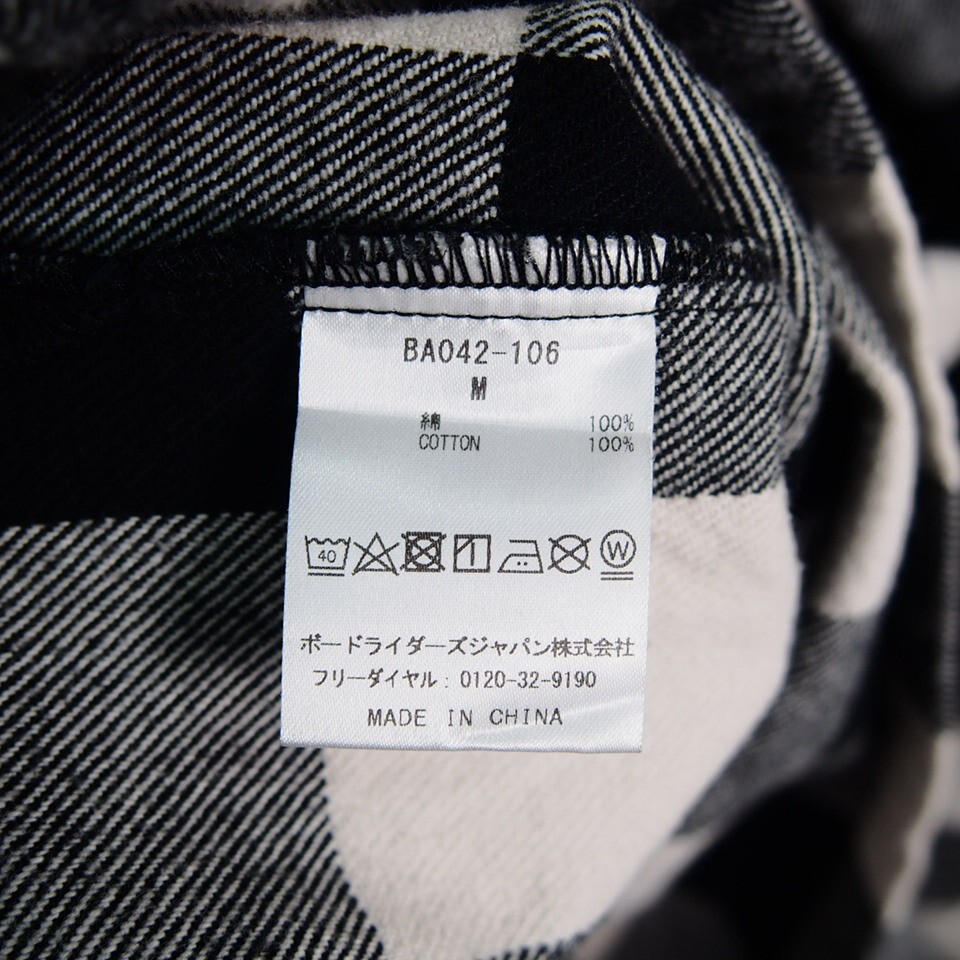 BA042-106
M
綿 100%
COTTON 100%
40 W
ボードライダーズジャパン株式会社
フリーダイヤル：0120-32-9190
MADE IN CHINA